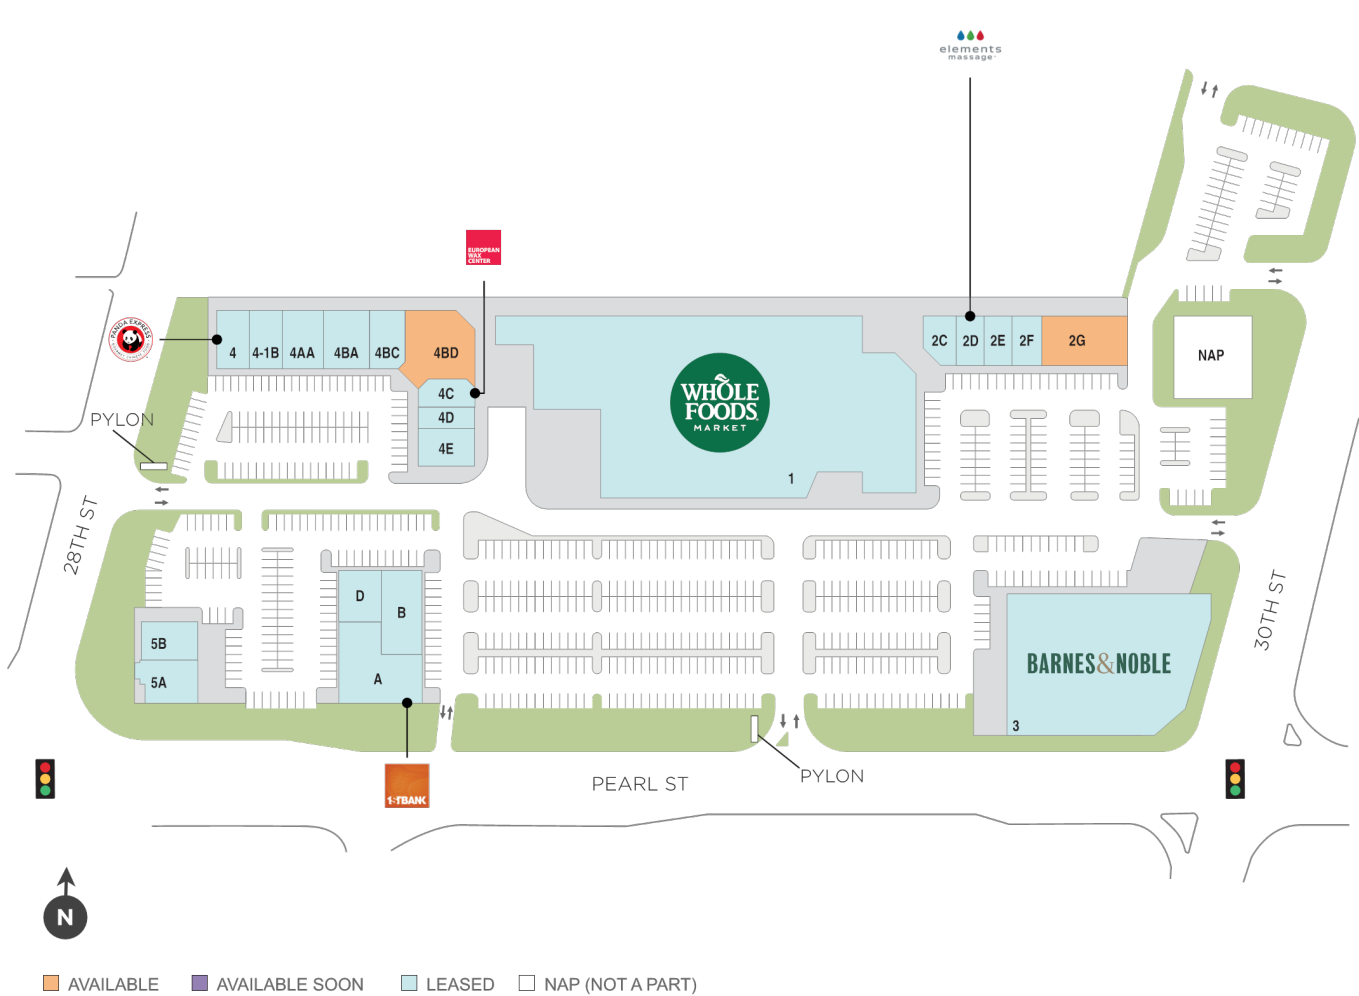 elements
massage
EUROPEAN
WAX
CENTER
PANDA EXPRESS
4
4-1B
4AA
4BA
4BC
4BD
4C
4D
4E
WHOLE
FOODS
MARKET
1
2C
2D
2E
2F
2G
NAP
PYLON
28TH ST
D
B
A
5B
5A
BARNES&NOBLE
3
30TH ST
1STBANK
PEARL ST
PYLON
N
AVAILABLE
AVAILABLE SOON
LEASED
NAP (NOT A PART)